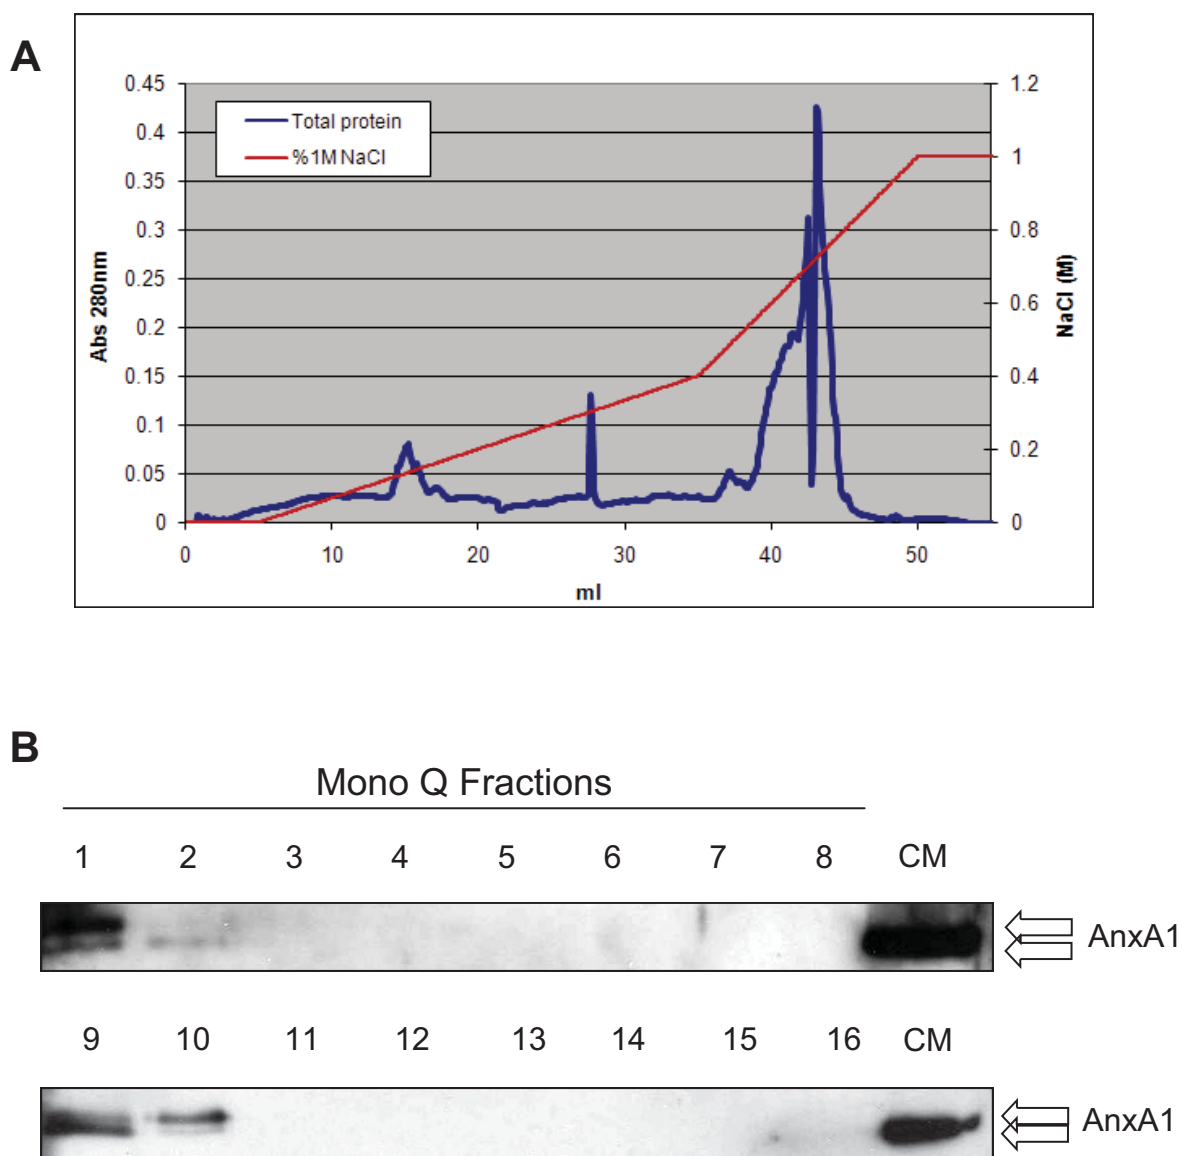 A
0.45
0.4
0.35
0.3
0.25
0.2
0.15
0.1
0.05
0
Abs 280nm
Total protein
%1M NaCl
1.2
1
0.8
0.6
0.4
0.2
0
NaCl (M)
0 10 20 30 40 50
ml
B
Mono Q Fractions
1 2 3 4 5 6 7 8 CM
AnxA1
9 10 11 12 13 14 15 16 CM
AnxA1